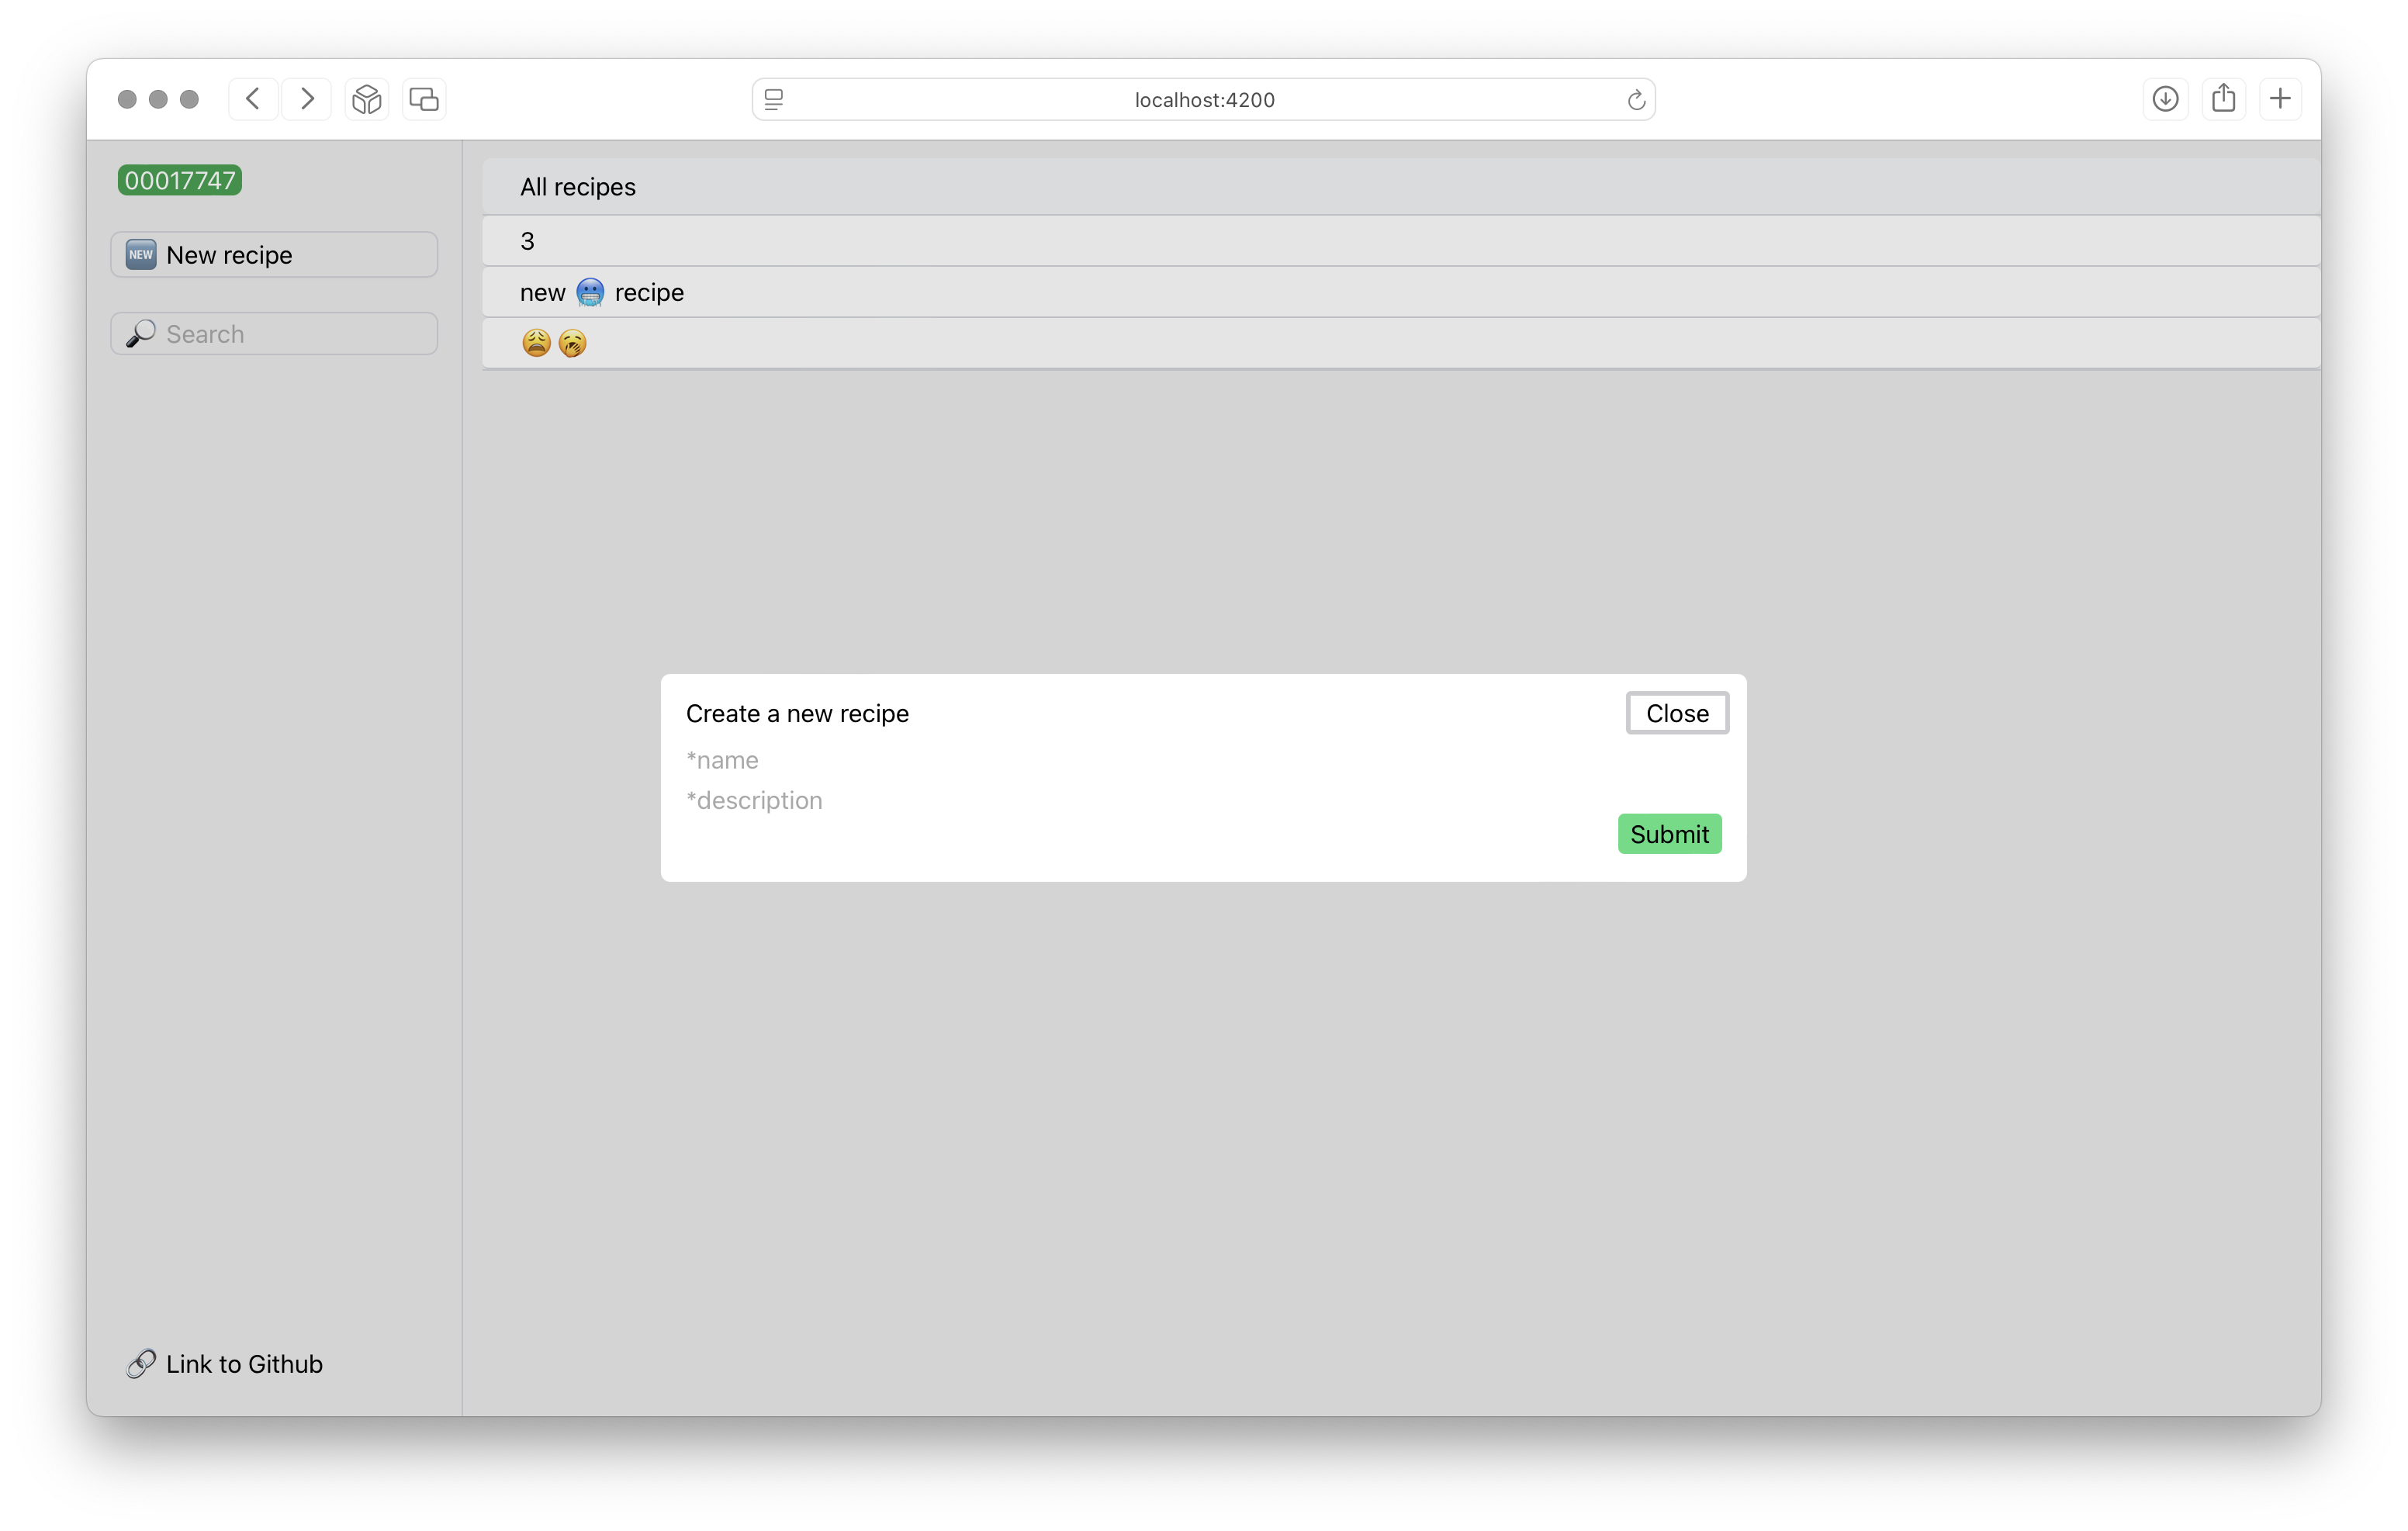 localhost:4200
00017747
🆕 New recipe
🔎 Search
All recipes
3
new 🥶 recipe
😩🥱
Create a new recipe
Close
*name
*description
Submit
🔗 Link to Github